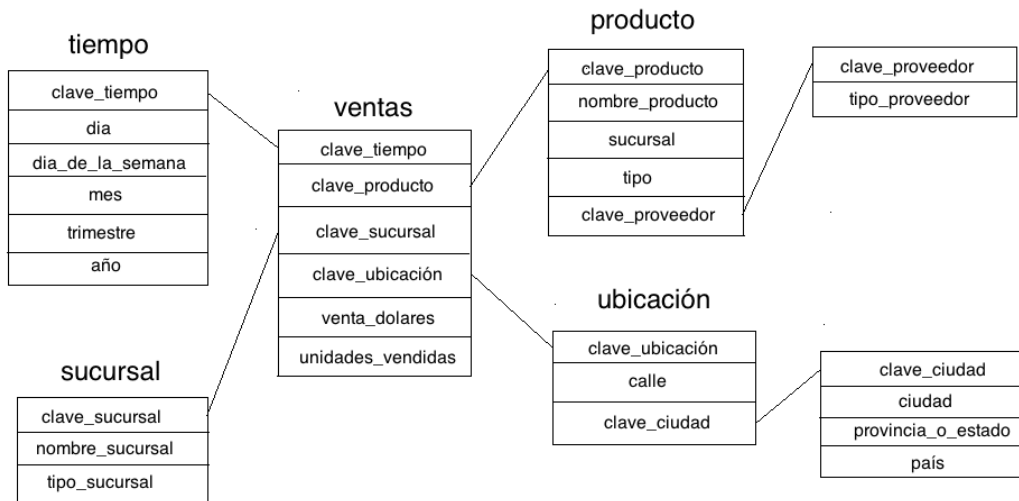 tiempo
clave_tiempo
dia
dia_de_la_semana
mes
trimestre
año
sucursal
clave_sucursal
nombre_sucursal
tipo_sucursal
ventas
clave_tiempo
clave_producto
clave_sucursal
clave_ubicación
venta_dolares
unidades_vendidas
producto
clave_producto
nombre_producto
sucursal
tipo
clave_proveedor
clave_proveedor
tipo_proveedor
ubicación
clave_ubicación
calle
clave_ciudad
clave_ciudad
ciudad
provincia_o_estado
país